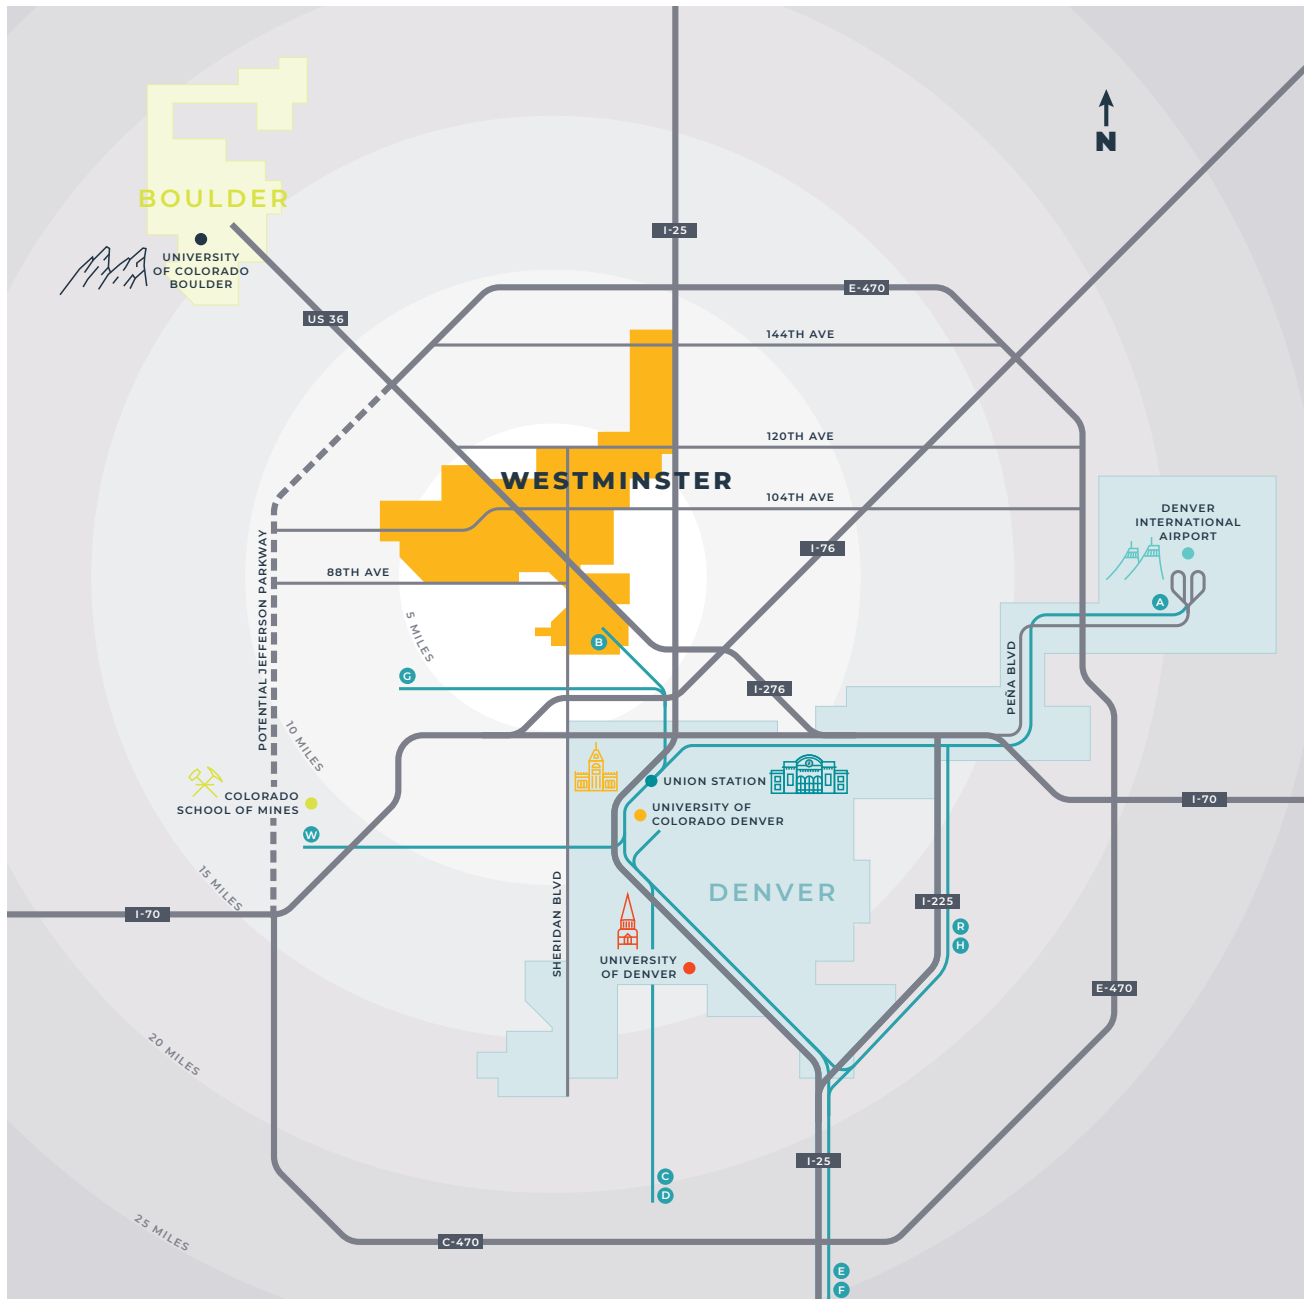 N
BOULDER
I-25
UNIVERSITY
OF COLORADO
BOULDER
E-470
US 36
144TH AVE
120TH AVE
WESTMINSTER
104TH AVE
DENVER
INTERNATIONAL
AIRPORT
I-76
88TH AVE
A
5 MILES
B
POTENTIAL JEFFERSON PARKWAY
PEÑA BLVD
G
I-276
10 MILES
UNION STATION
COLORADO
SCHOOL OF MINES
I-70
UNIVERSITY OF
COLORADO DENVER
W
15 MILES
DENVER
I-225
I-70
SHERIDAN BLVD
R
H
UNIVERSITY
OF DENVER
E-470
20 MILES
I-25
C
D
25 MILES
C-470
E
F